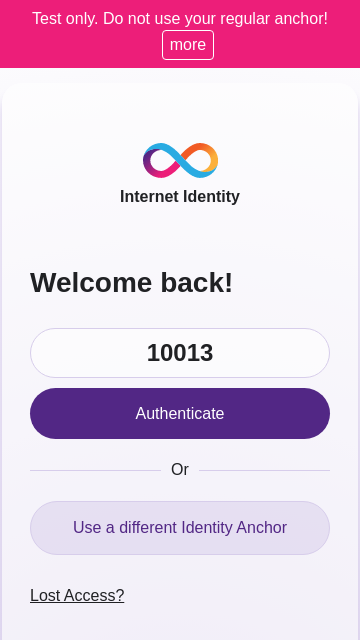 Test only. Do not use your regular anchor!
more
Internet Identity
Welcome back!
10013
Authenticate
Or
Use a different Identity Anchor
Lost Access?